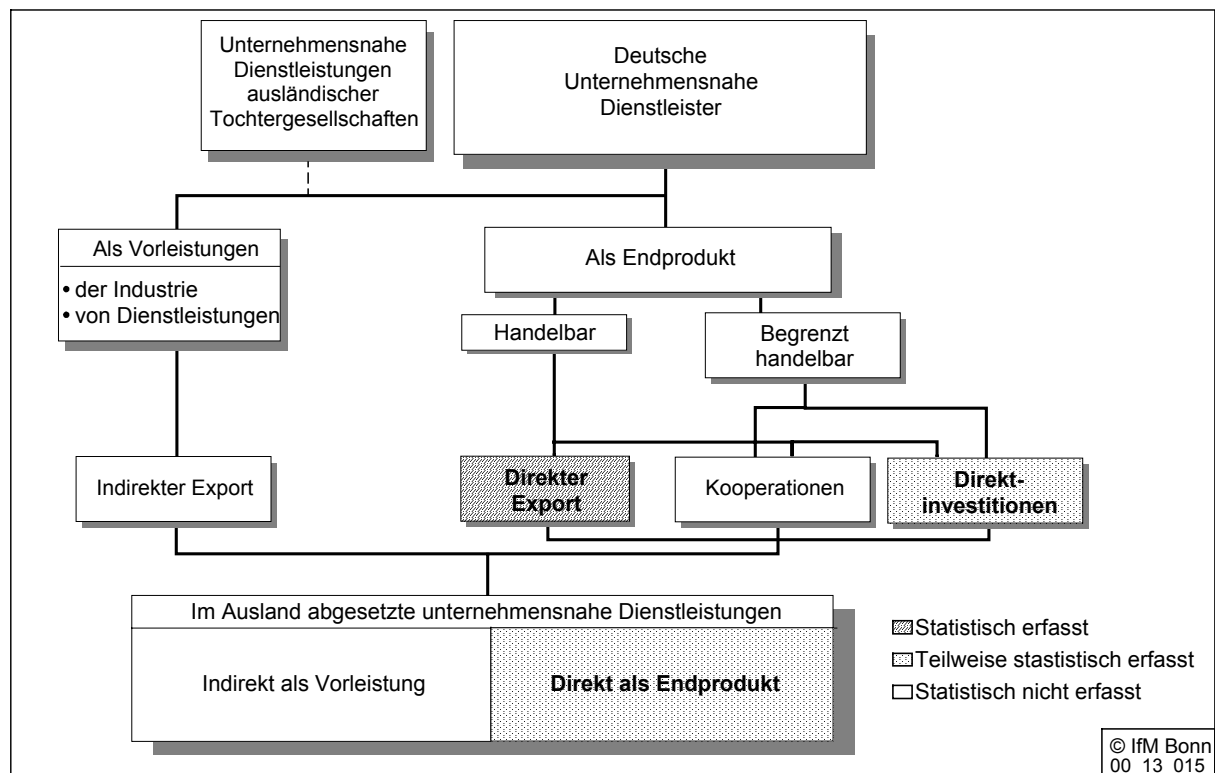 Unternehmensnahe
Dienstleistungen
ausländischer
Tochtergesellschaften
Deutsche
Unternehmensnahe
Dienstleister
Als Vorleistungen
• der Industrie
• von Dienstleistungen
Als Endprodukt
Handelbar
Begrenzt
handelbar
Indirekter Export
Direkter
Export
Kooperationen
Direkt-
investitionen
Im Ausland abgesetzte unternehmensnahe Dienstleistungen
Indirekt als Vorleistung
Direkt als Endprodukt
Statistisch erfasst
Teilweise stastistisch erfasst
Statistisch nicht erfasst
© IfM Bonn
00 13 015